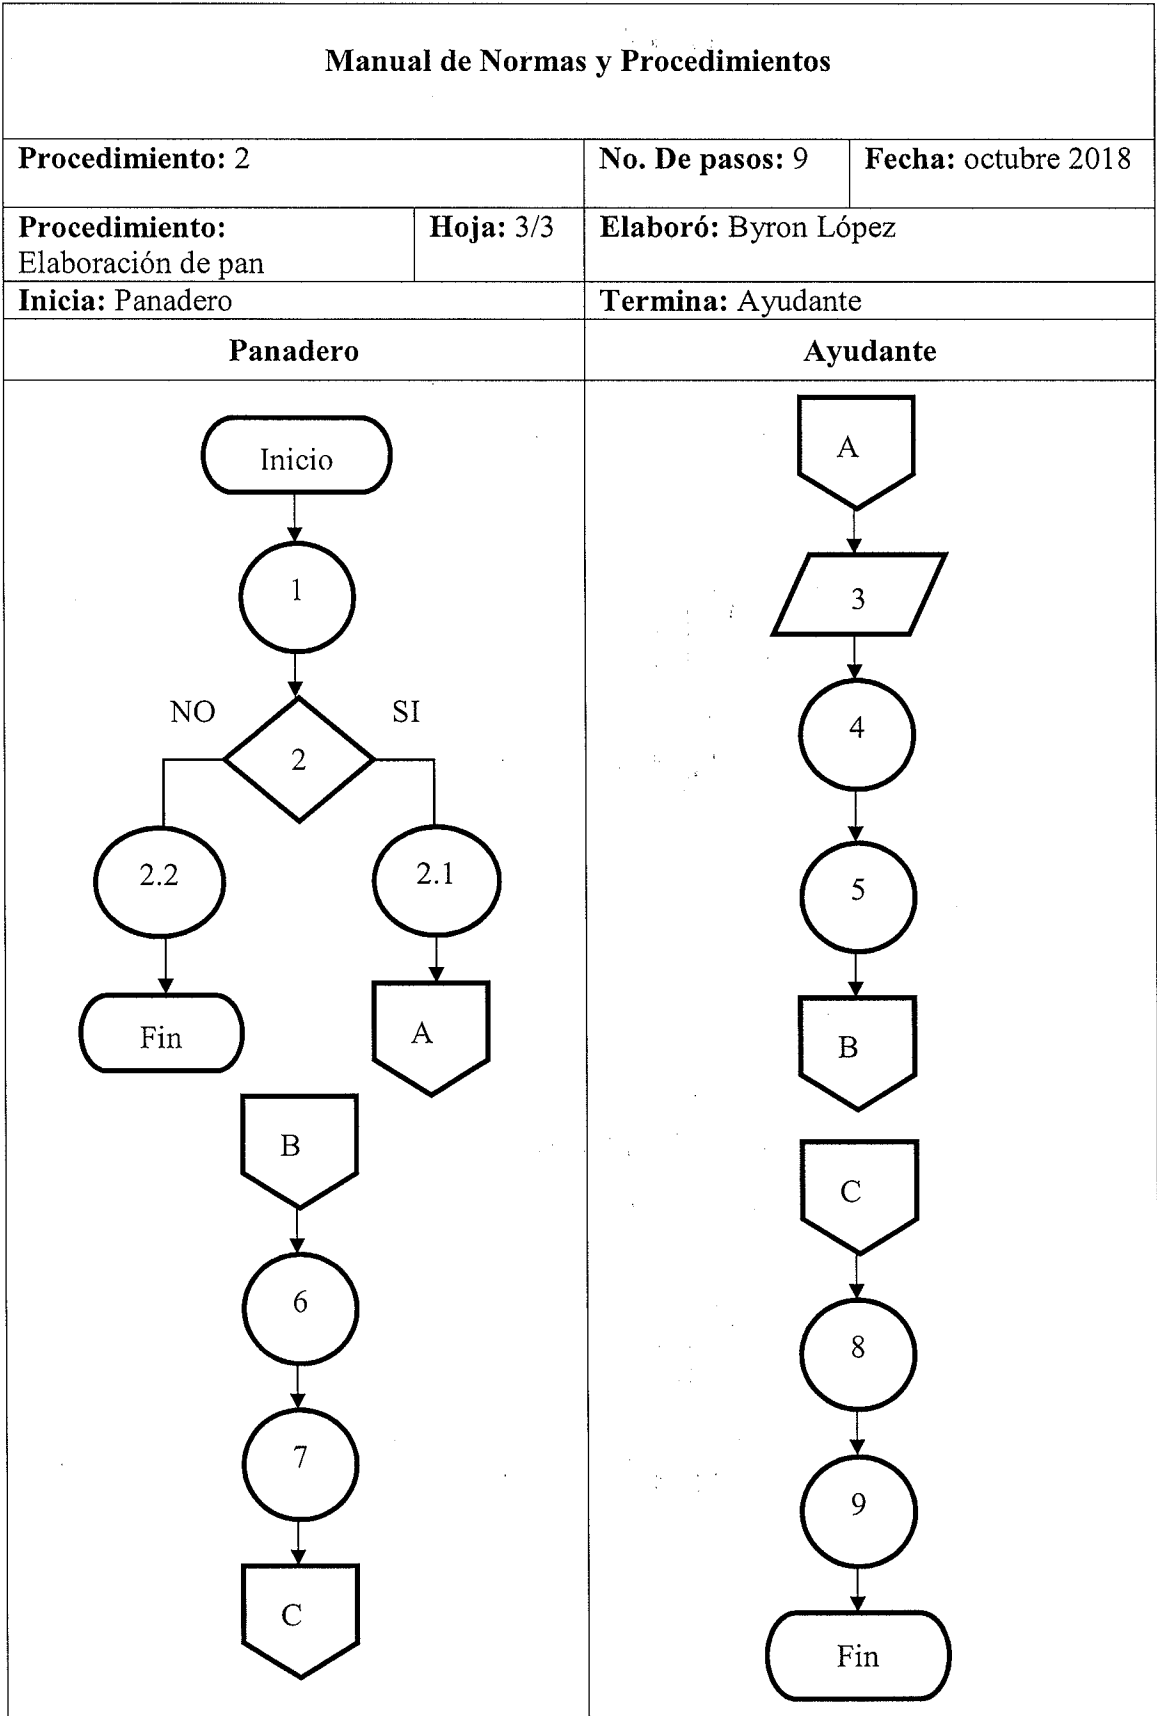 Manual de Normas y Procedimientos
Procedimiento: 2
No. De pasos: 9
Fecha: octubre 2018
Procedimiento:
Elaboración de pan
Hoja: 3/3
Elaboró: Byron López
Inicia: Panadero
Termina: Ayudante
Panadero
Inicio
1
NO
SI
2
2.2
2.1
Fin
A
B
6
7
C
Ayudante
A
3
4
5
B
C
8
9
Fin